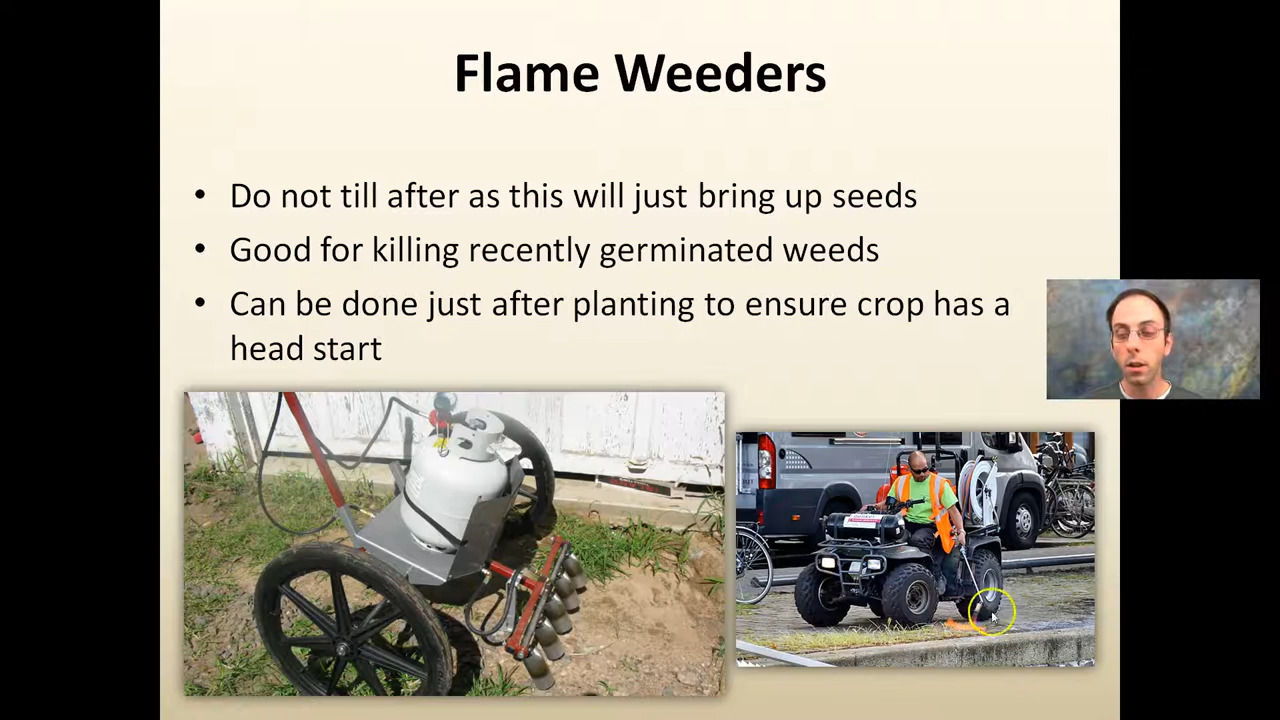 Flame Weeders
• Do not till after as this will just bring up seeds
• Good for killing recently germinated weeds
• Can be done just after planting to ensure crop has a
head start